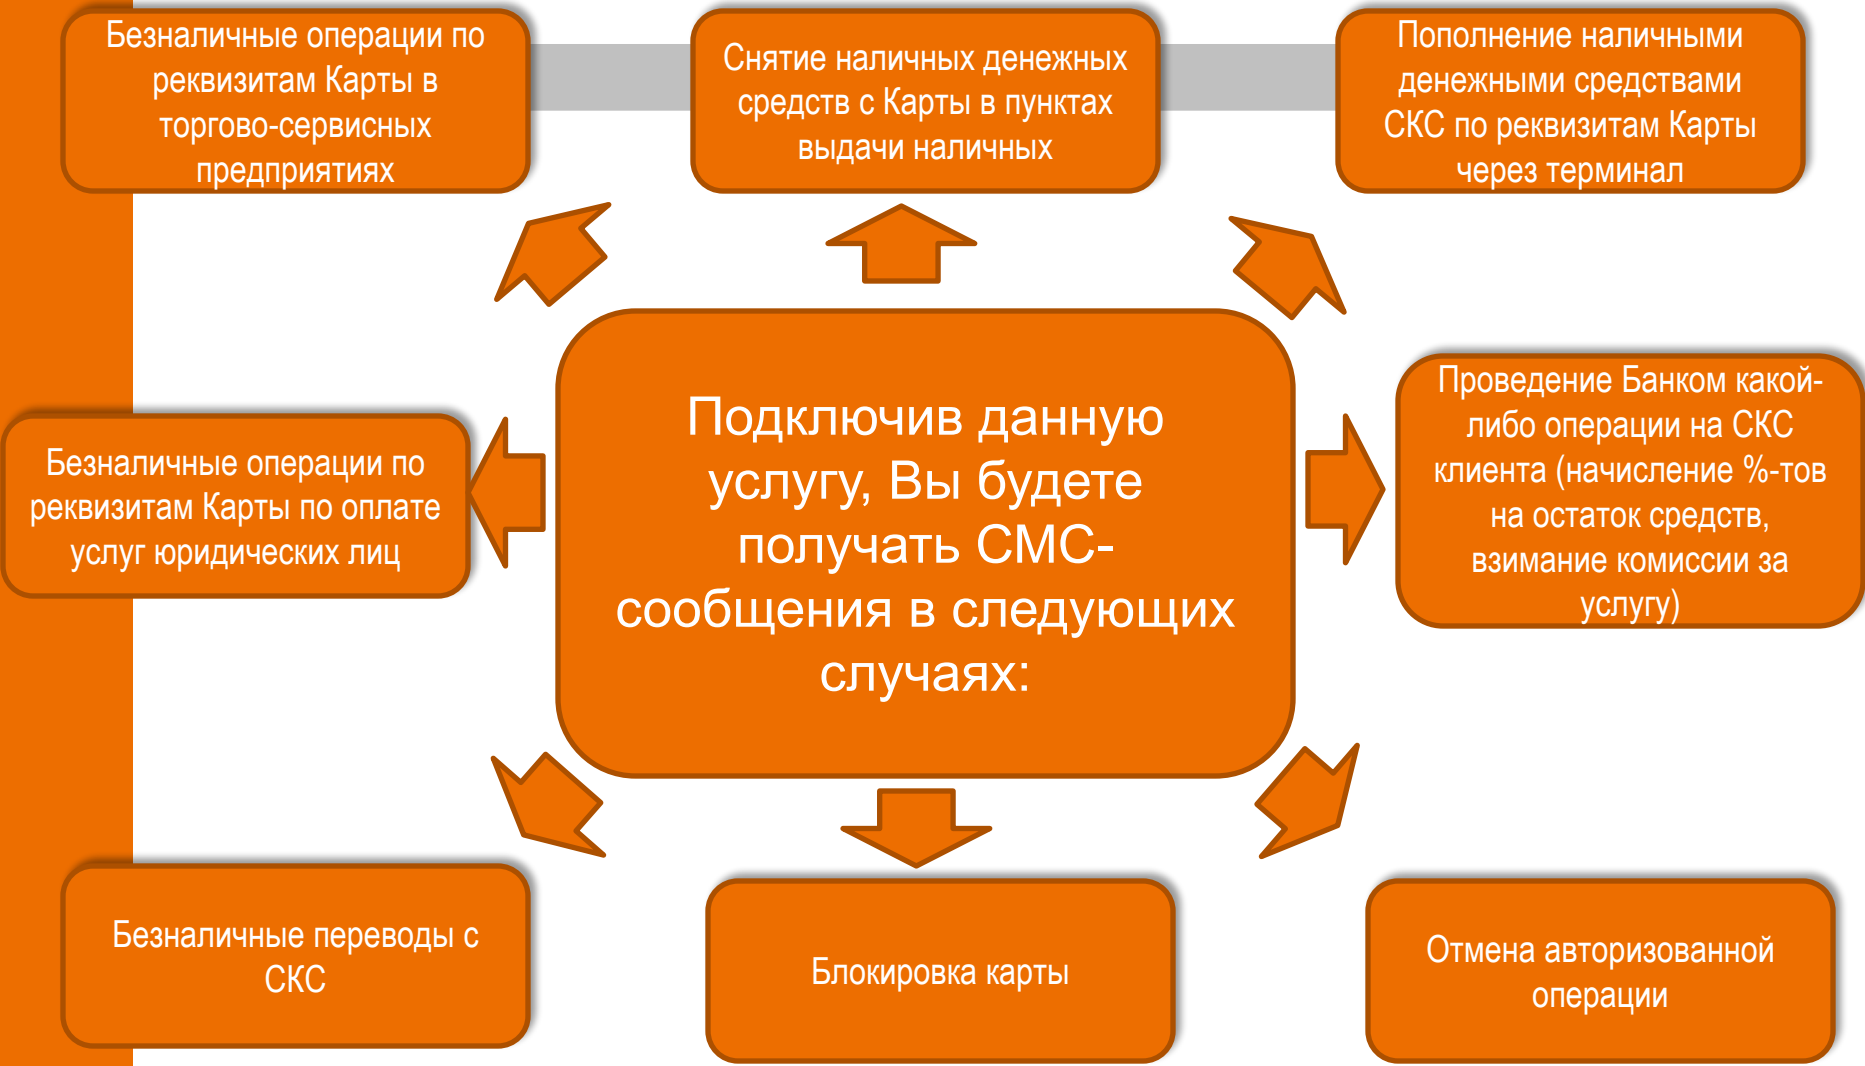 Безналичные операции по
реквизитам Карты в
торгово-сервисных
предприятиях
Снятие наличных денежных
средств с Карты в пунктах
выдачи наличных
Пополнение наличными
денежными средствами
СКС по реквизитам Карты
через терминал
Безналичные операции по
реквизитам Карты по оплате
услуг юридических лиц
Подключив данную
услугу, Вы будете
получать СМС-
сообщения в следующих
случаях:
Проведение Банком какой-
либо операции на СКС
клиента (начисление %-тов
на остаток средств,
взимание комиссии за
услугу)
Безналичные переводы с
СКС
Блокировка карты
Отмена авторизованной
операции